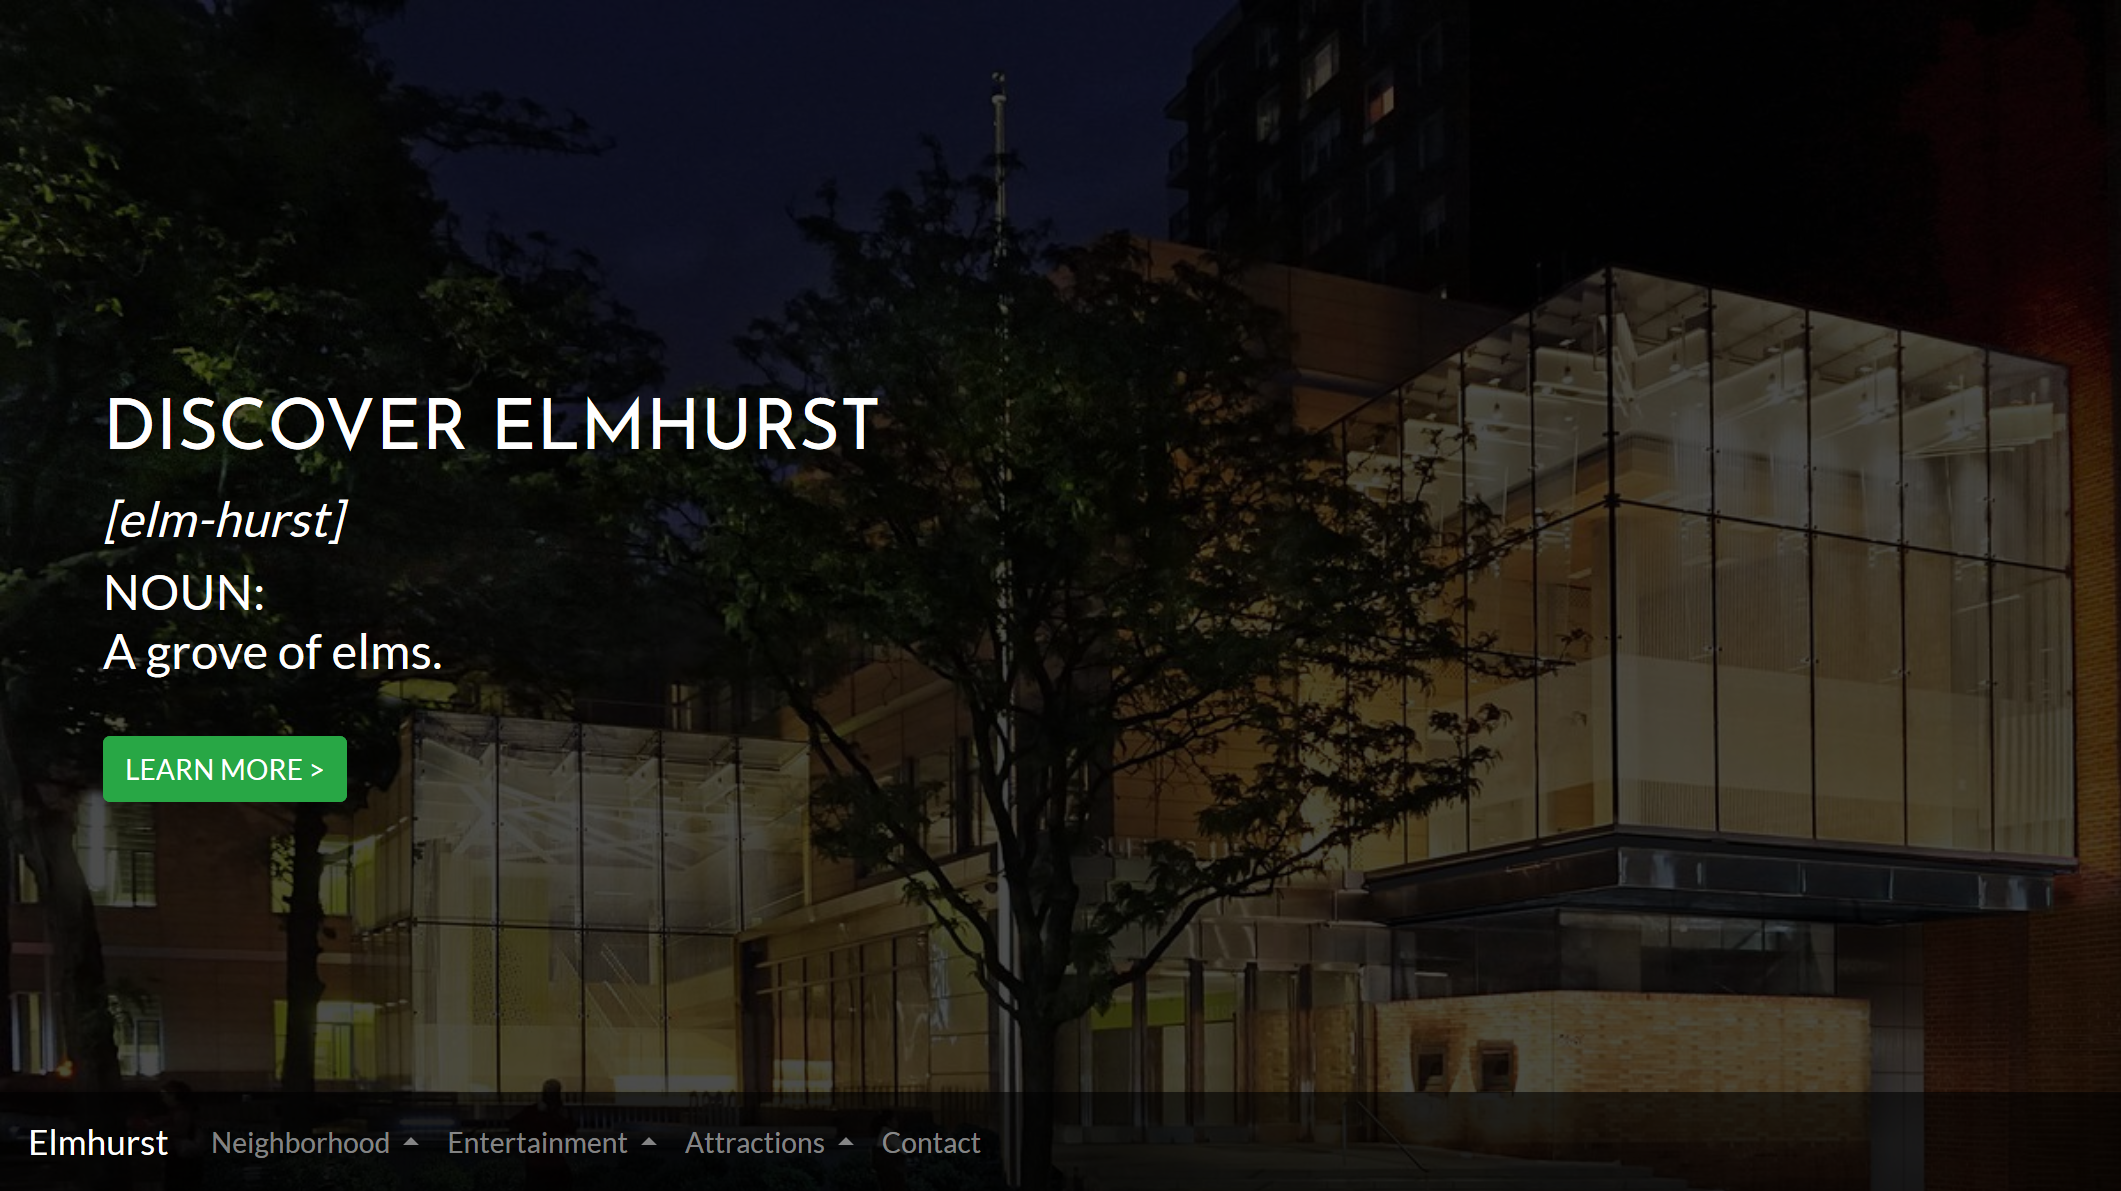 DISCOVER ELMHURST
[elm-hurst]
NOUN:
A grove of elms.
LEARN MORE >
Elmhurst Neighborhood Entertainment Attractions Contact